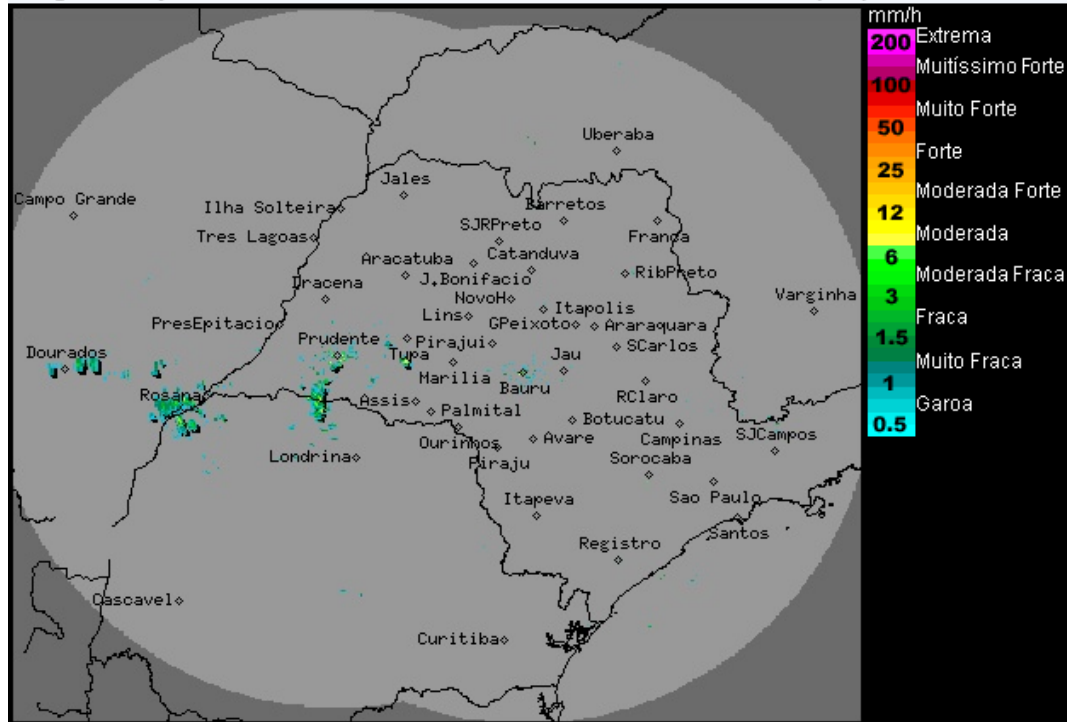 mm/h
200 Extrema
Muitíssimo Forte
100
Muito Forte
50
Forte
25
Moderada Forte
12
Moderada
6
Moderada Fraca
3
Fraca
1.5
Muito Fraca
1
Garoa
0.5
Uberaba
Jales
Campo Grande
Ilha Solteira
Barretos
SJRPreto
Franca
Tres Lagoas
Aracatuba
Catanduva
J.Bonifacio
RibPreto
Dracena
NovoH
Varginha
Itapolis
Lins
PresEpitacio
GPeixoto
Araraquara
Prudente
Pirajui
SCarlos
Dourados
Tupa
Jau
Marilia
Bauru
Rosana
RClaro
Assis
Palmital
Botucatu
Campinas
SJCampos
Ourinhos
Avare
Londrina
Piraju
Sorocaba
Itapeva
Sao Paulo
Santos
Registro
Cascavel
Curitiba